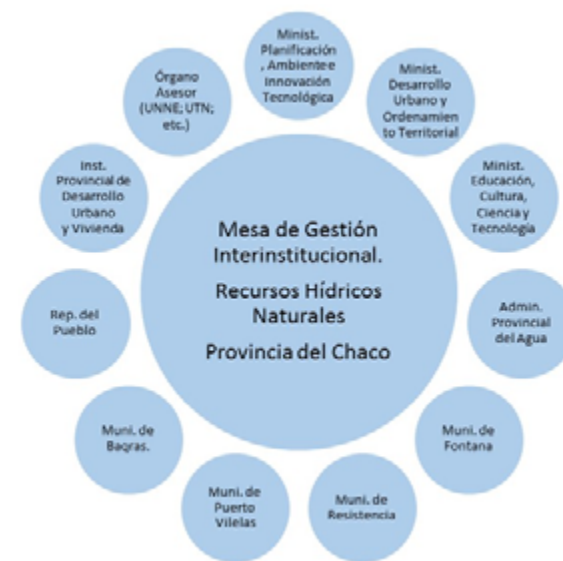 Minist.
Planificación
, Ambiente e
Innovación
Tecnológica
Minist.
Desarrollo
Urbano y
Ordenamien
to Territorial
Minist.
Educación,
Cultura,
Ciencia y
Tecnología
Admin.
Provincial
del Agua
Muni. de
Fontana
Muni. de
Resistencia
Muni. de
Puerto
Vilelas
Muni. de
Baqras.
Rep. del
Pueblo
Inst.
Provincial de
Desarrollo
Urbano
y Vivienda
Órgano
Asesor
(UNNE; UTN;
etc.)
Mesa de Gestión
Interinstitucional.
Recursos Hídricos
Naturales
Provincia del Chaco